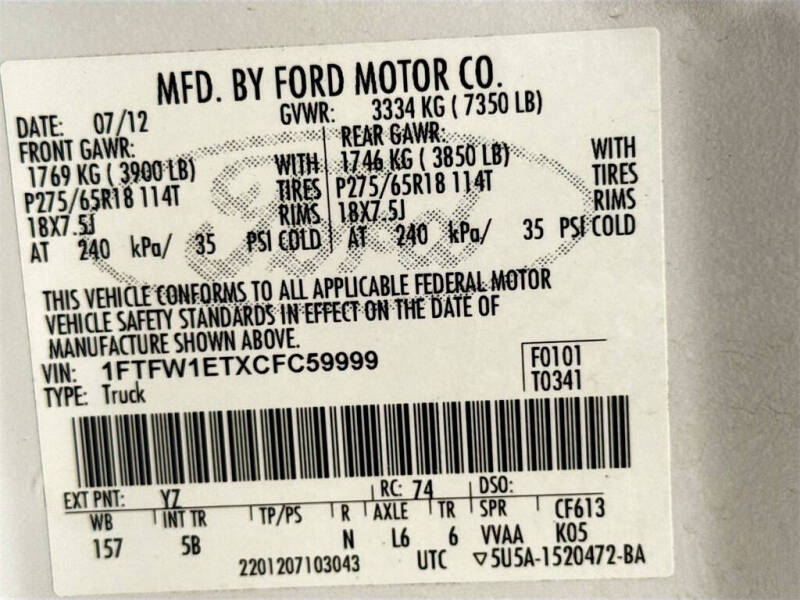 MFD. BY FORD MOTOR CO.
DATE: 07/12 GVWR: 3334 KG ( 7350 LB)
FRONT GAWR: REAR GAWR:
1769 KG ( 3900 LB) WITH 1746 KG ( 3850 LB) WITH
P275/65R18 114T TIRES P275/65R18 114T TIRES
18X7.5J RIMS 18X7.5J RIMS
AT 240 kPa/ 35 PSI COLD AT 240 kPa/ 35 PSI COLD
Ford
THIS VEHICLE CONFORMS TO ALL APPLICABLE FEDERAL MOTOR
VEHICLE SAFETY STANDARDS IN EFFECT ON THE DATE OF
MANUFACTURE SHOWN ABOVE.
VIN: 1FTFW1ETXCFC59999 F0101
TYPE: Truck T0341
EXT PNT: YZ RC: 74 DSO:
WB INT TR TP/PS R AXLE TR SPR CF613
157 5B N L6 6 VVAA K05
2201207103043 UTC ▽5U5A-1520472-BA